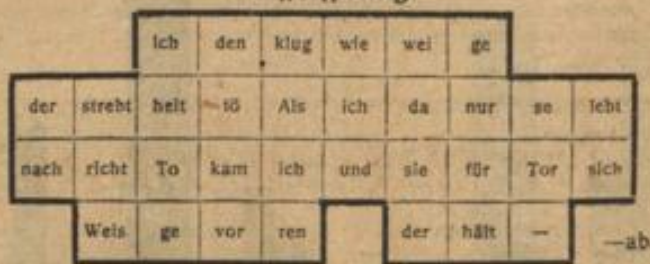 ich den klug wie wei ge
der strebt heit tö Als ich da nur se lebt
nach richt To kam ich und sie für Tor sich
Weis ge vor ren der hält —
—ab